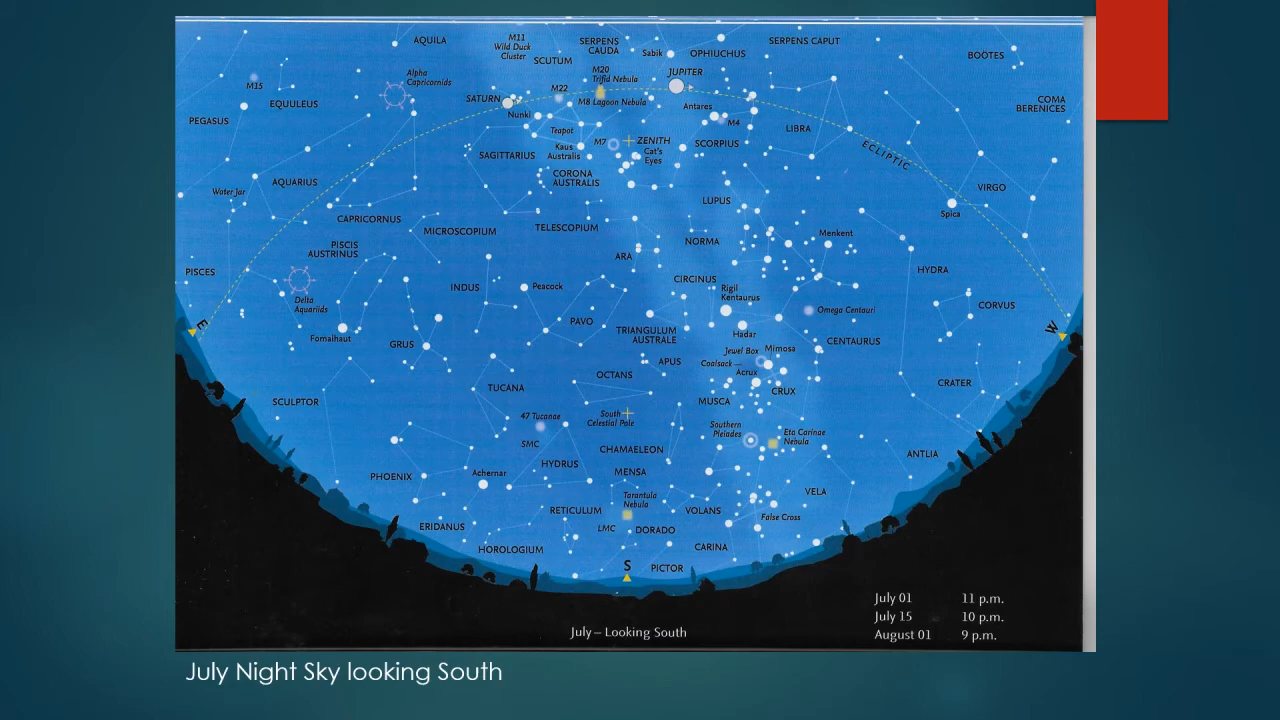 AQUILA
M11
Wild Duck
Cluster
SCUTUM
SERPENS
CAUDA
Sabik
OPHIUCHUS
SERPENS CAPUT
BOÖTES
M15
Alpha
Capricornids
M20
Trifid Nebula
JUPITER
EQUULEUS
SATURN
M22
M8 Lagoon Nebula
Antares
COMA
BERENICES
PEGASUS
Nunki
M4
Teapot
LIBRA
M7
ZENITH
SCORPIUS
ECLIPTIC
SAGITTARIUS
Kaus
Australis
Cat's
Eyes
CORONA
AUSTRALIS
AQUARIUS
Water Jar
VIRGO
LUPUS
Spica
CAPRICORNUS
MICROSCOPIUM
TELESCOPIUM
Menkent
PISCIS
AUSTRINUS
NORMA
ARA
PISCES
HYDRA
CIRCINUS
INDUS
Peacock
Rigil
Kentaurus
Delta
Aquariids
Omega Centauri
CORVUS
E
W
PAVO
TRIANGULUM
AUSTRALE
Hadar
Fomalhaut
GRUS
CENTAURUS
Jewel Box
Mimosa
APUS
Coalsack
Acrux
OCTANS
CRATER
TUCANA
CRUX
SCULPTOR
MUSCA
47 Tucanae
South
Celestial Pole
Southern
Pleiades
Eta Carinae
Nebula
SMC
CHAMAELEON
ANTLIA
HYDRUS
MENSA
PHOENIX
Achernar
VELA
Tarantula
Nebula
RETICULUM
VOLANS
False Cross
ERIDANUS
LMC
DORADO
HOROLOGIUM
CARINA
S
PICTOR
July 01 11 p.m.
July 15 10 p.m.
August 01 9 p.m.
July – Looking South
July Night Sky looking South